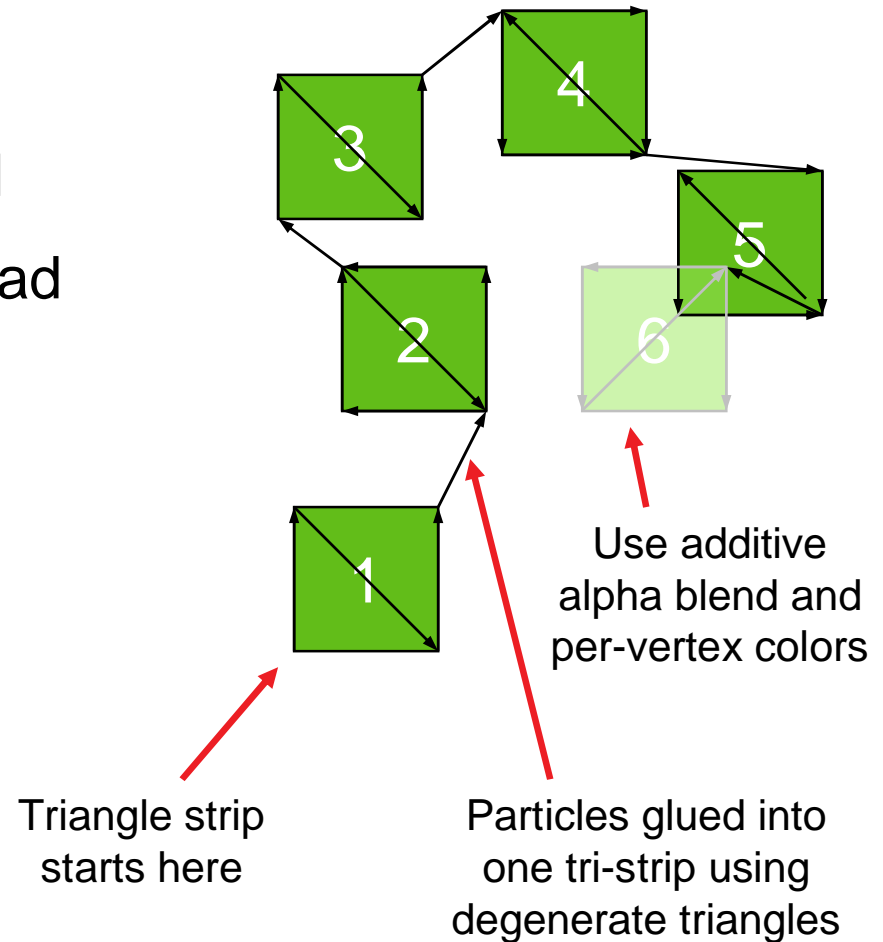 4
3
ad
5
2
6
1
Use additive
alpha blend and
per-vertex colors
Triangle strip
starts here
Particles glued into
one tri-strip using
degenerate triangles